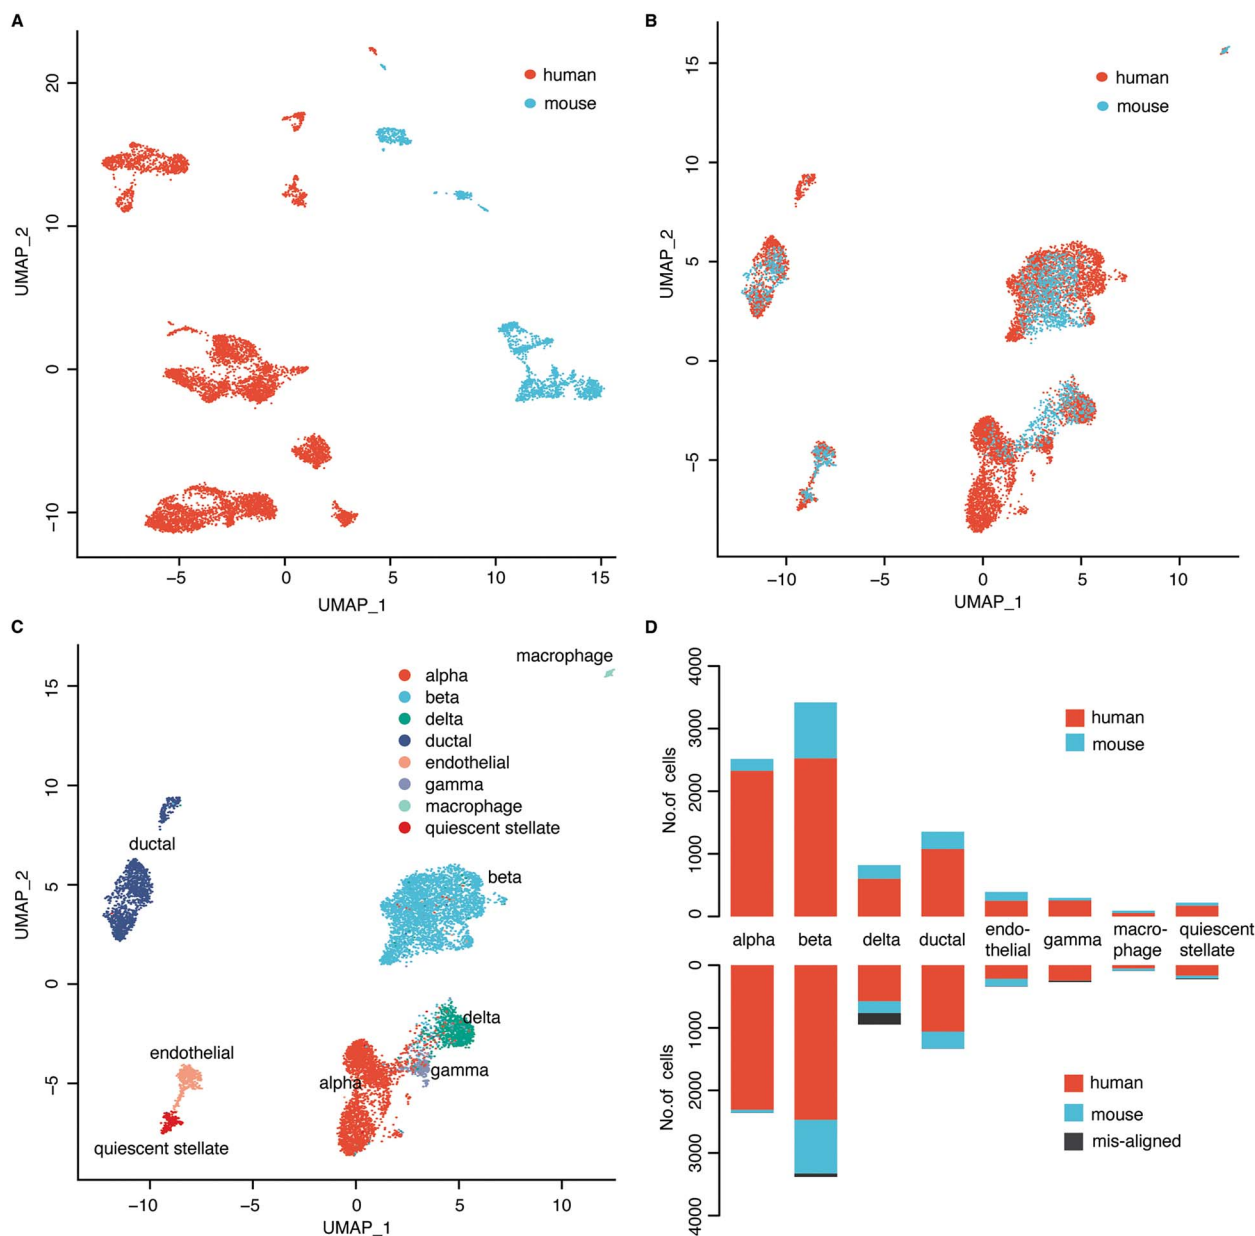 A
UMAP_2
20
10
0
−10
−5
0
5
10
15
UMAP_1
human
mouse
B
UMAP_2
15
10
5
0
−5
−10
−5
0
5
10
UMAP_1
human
mouse
C
UMAP_2
15
10
5
0
−5
−10
−5
0
5
10
UMAP_1
macrophage
alpha
beta
delta
ductal
endothelial
gamma
macrophage
quiescent stellate
ductal
beta
delta
endothelial
alpha
gamma
quiescent stellate
D
No.of cells
4000
3000
2000
1000
0
human
mouse
alpha
beta
delta
ductal
endo-
thelial
gamma
macro-
phage
quiescent
stellate
No.of cells
0
1000
2000
3000
4000
human
mouse
mis-aligned